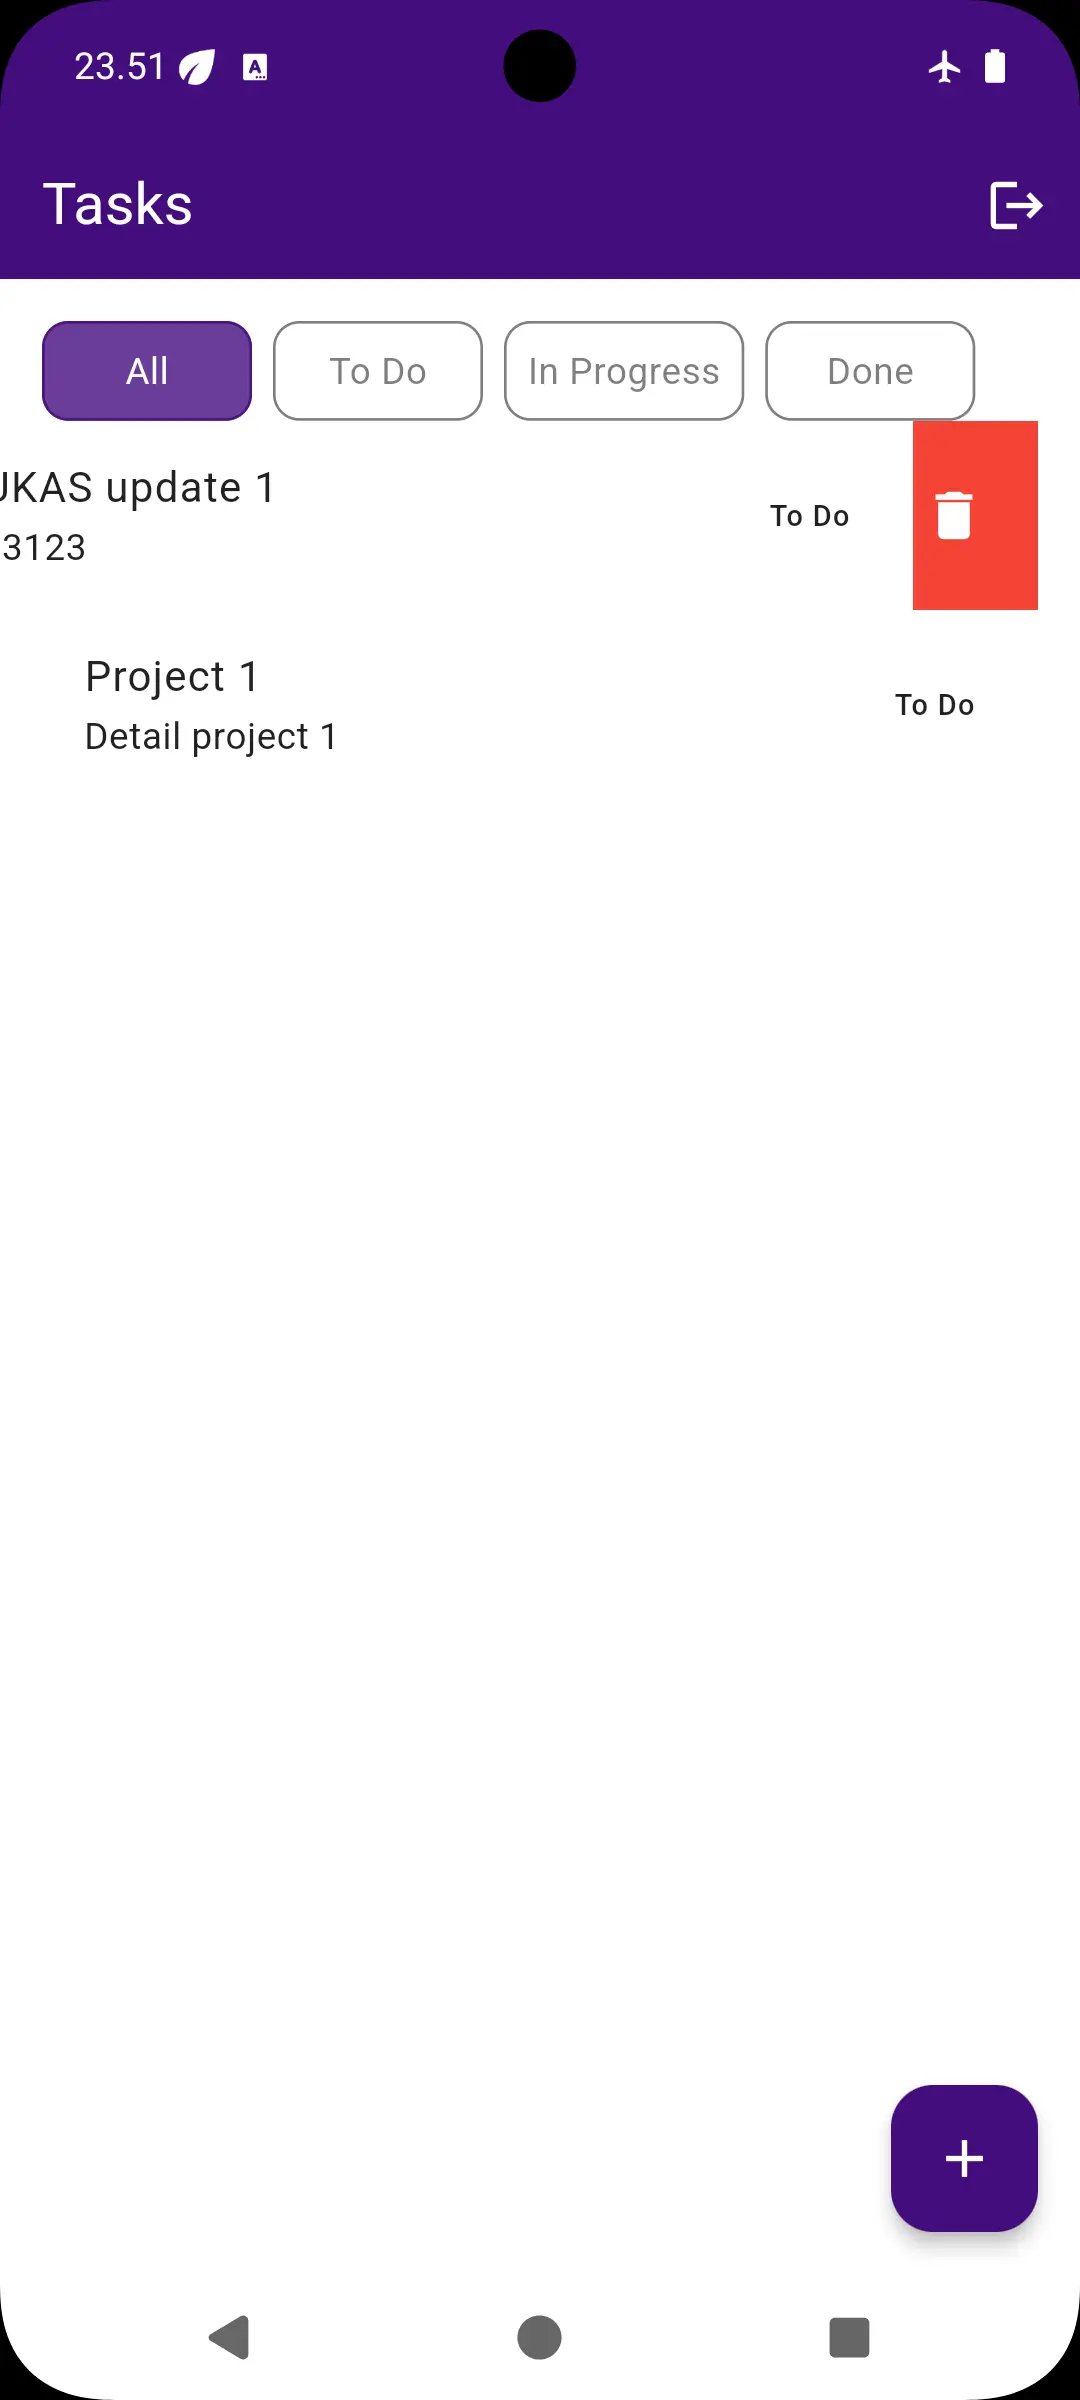 23.51
Tasks
All To Do In Progress Done
UKAS update 1
3123
To Do
Project 1
Detail project 1
To Do